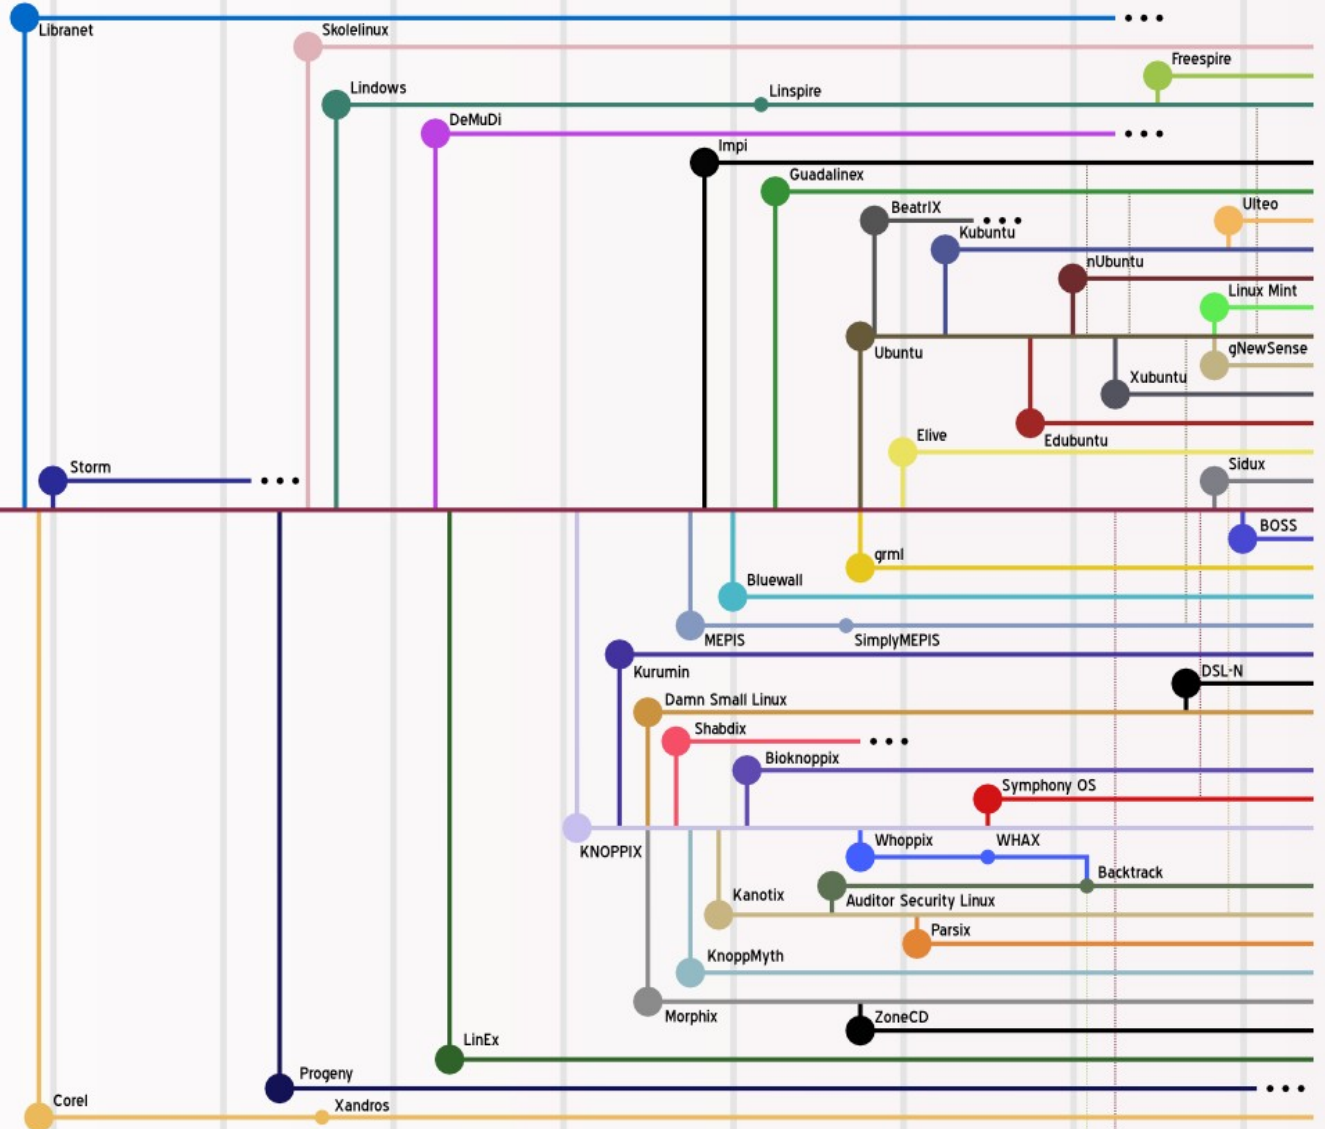 Libranet
Skolelinux
Freespire
Lindows
Linspire
DeMuDi
Impi
Guadalinex
BeatrIX
Ulteo
Kubuntu
nUbuntu
Linux Mint
Ubuntu
gNewSense
Xubuntu
Edubuntu
Elive
Storm
Sidux
BOSS
grml
Bluewall
MEPIS
SimplyMEPIS
Kurumin
DSL-N
Damn Small Linux
Shabdix
Bioknoppix
Symphony OS
KNOPPIX
Whoppix
WHAX
Backtrack
Kanotix
Auditor Security Linux
Parsix
KnoppMyth
Morphix
ZoneCD
LinEx
Progeny
Corel
Xandros